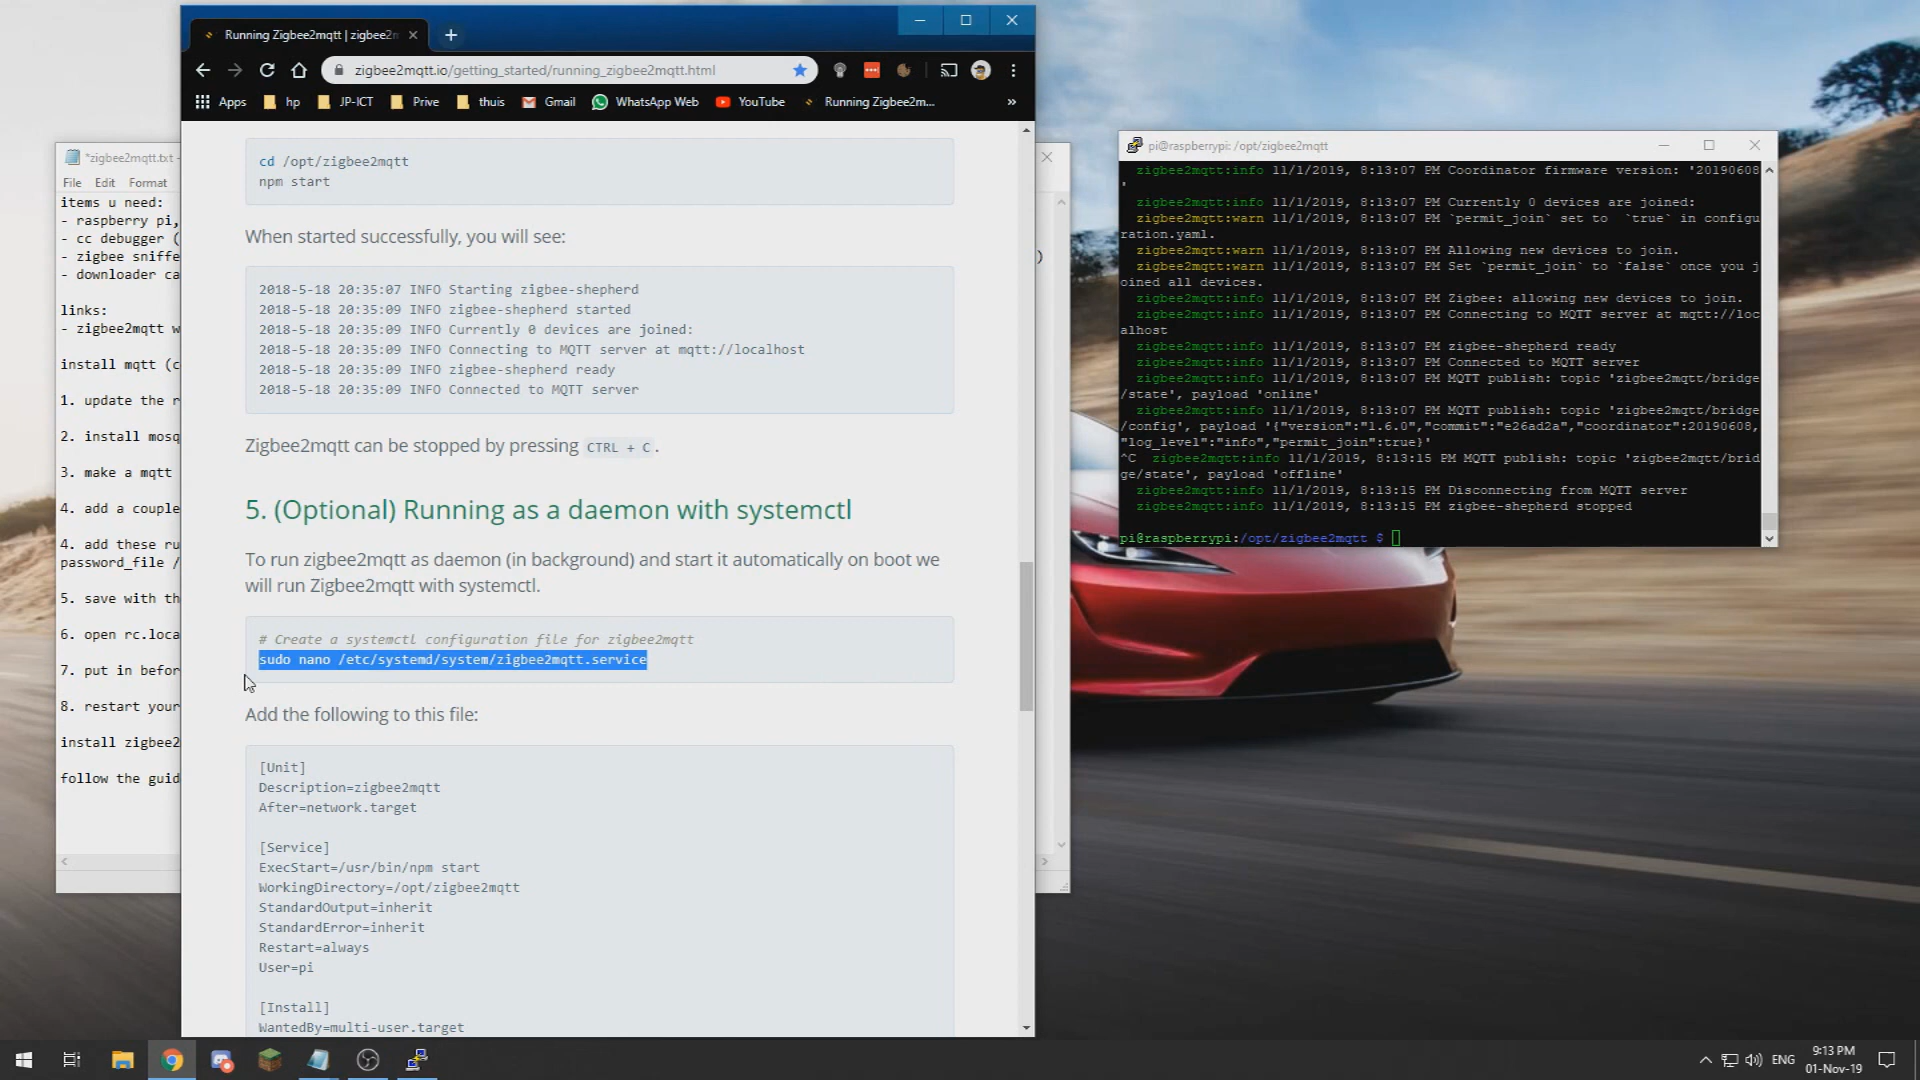 Running Zigbee2mqtt | zigbee2m
zigbee2mqtt.io/getting_started/running_zigbee2mqtt.html
Apps
hp
JP-ICT
Prive
thuis
Gmail
WhatsApp Web
YouTube
Running Zigbee2m...
»
cd /opt/zigbee2mqtt
npm start
When started successfully, you will see:
2018-5-18 20:35:07 INFO Starting zigbee-shepherd
2018-5-18 20:35:09 INFO zigbee-shepherd started
2018-5-18 20:35:09 INFO Currently 0 devices are joined:
2018-5-18 20:35:09 INFO Connecting to MQTT server at mqtt://localhost
2018-5-18 20:35:09 INFO zigbee-shepherd ready
2018-5-18 20:35:09 INFO Connected to MQTT server
Zigbee2mqtt can be stopped by pressing CTRL + C.
5. (Optional) Running as a daemon with systemctl
To run zigbee2mqtt as daemon (in background) and start it automatically on boot we
will run Zigbee2mqtt with systemctl.
# Create a systemctl configuration file for zigbee2mqtt
sudo nano /etc/systemd/system/zigbee2mqtt.service
Add the following to this file:
[Unit]
Description=zigbee2mqtt
After=network.target
[Service]
ExecStart=/usr/bin/npm start
WorkingDirectory=/opt/zigbee2mqtt
StandardOutput=inherit
StandardError=inherit
Restart=always
User=pi
[Install]
WantedBy=multi-user.target
*zigbee2mqtt.txt -
File Edit Format
items u need:
- raspberry pi,
- cc debugger (
- zigbee sniffe
- downloader ca
)
links:
- zigbee2mqtt w
install mqtt (c
1. update the r
2. install mosq
3. make a mqtt
4. add a couple
4. add these ru
password_file /
5. save with th
6. open rc.loca
7. put in befor
8. restart your
install zigbee2
follow the guid
pi@raspberrypi: /opt/zigbee2mqtt
zigbee2mqtt:info 11/1/2019, 8:13:07 PM Coordinator firmware version: '20190608
'
zigbee2mqtt:info 11/1/2019, 8:13:07 PM Currently 0 devices are joined:
zigbee2mqtt:warn 11/1/2019, 8:13:07 PM `permit_join` set to  `true` in configu
ration.yaml.
zigbee2mqtt:warn 11/1/2019, 8:13:07 PM Allowing new devices to join.
zigbee2mqtt:warn 11/1/2019, 8:13:07 PM Set `permit_join` to `false` once you j
oined all devices.
zigbee2mqtt:info 11/1/2019, 8:13:07 PM Zigbee: allowing new devices to join.
zigbee2mqtt:info 11/1/2019, 8:13:07 PM Connecting to MQTT server at mqtt://loc
alhost
zigbee2mqtt:info 11/1/2019, 8:13:07 PM zigbee-shepherd ready
zigbee2mqtt:info 11/1/2019, 8:13:07 PM Connected to MQTT server
zigbee2mqtt:info 11/1/2019, 8:13:07 PM MQTT publish: topic 'zigbee2mqtt/bridge
/state', payload 'online'
zigbee2mqtt:info 11/1/2019, 8:13:07 PM MQTT publish: topic 'zigbee2mqtt/bridge
/config', payload '{"version":"1.6.0","commit":"e26ad2a","coordinator":20190608,
"log_level":"info","permit_join":true}'
^C  zigbee2mqtt:info 11/1/2019, 8:13:15 PM MQTT publish: topic 'zigbee2mqtt/brid
ge/state', payload 'offline'
zigbee2mqtt:info 11/1/2019, 8:13:15 PM Disconnecting from MQTT server
zigbee2mqtt:info 11/1/2019, 8:13:15 PM zigbee-shepherd stopped
pi@raspberrypi:/opt/zigbee2mqtt $
ENG
9:13 PM
01-Nov-19